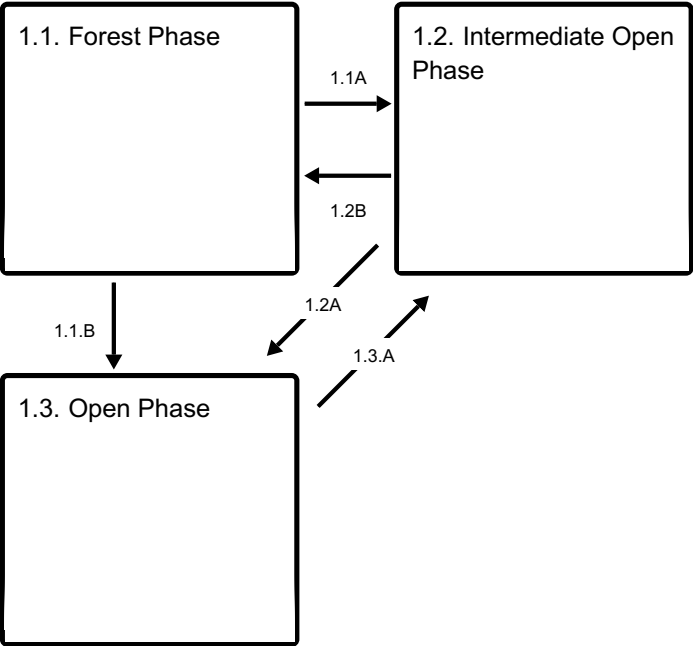 1.1. Forest Phase
1.2. Intermediate Open
Phase
1.1A
1.2B
1.2A
1.1.B
1.3.A
1.3. Open Phase